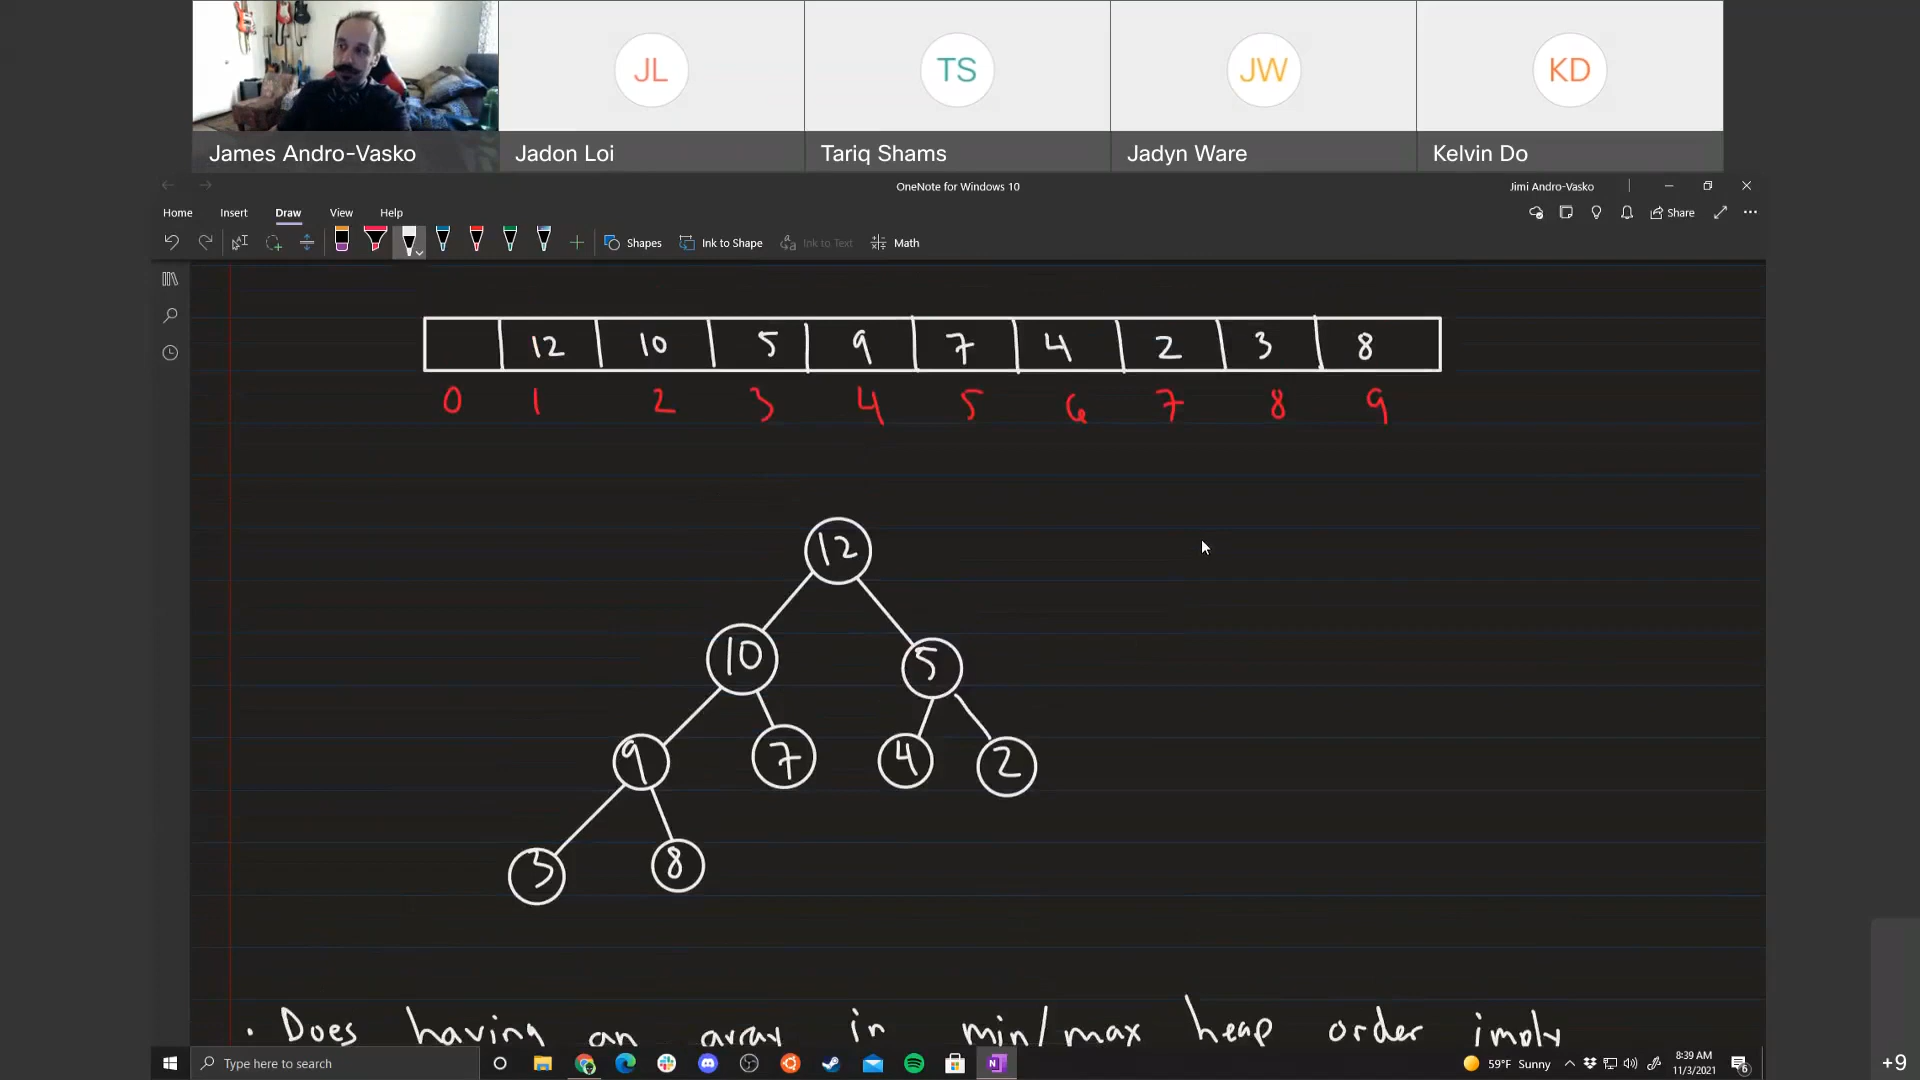 JL
TS
JW
KD
James Andro-Vasko
Jadon Loi
Tariq Shams
Jadyn Ware
Kelvin Do
OneNote for Windows 10
Jimi Andro-Vasko
Home Insert Draw View Help
Share
Shapes Ink to Shape Ink to Text Math
12 10 5 9 7 4 2 3 8
0 1 2 3 4 5 6 7 8 9
12
10 5
9 7 4 2
3 8
. Does having an array in min/max heap order imply
Type here to search
59°F Sunny
8:39 AM
11/3/2021
6
+9